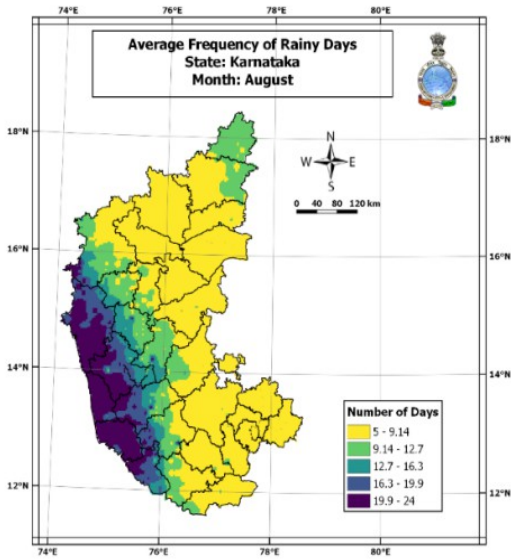 74°E 76°E 78°E 80°E
Average Frequency of Rainy Days
State: Karnataka
Month: August
18°N 18°N
N
W E
S
0 40 80 120 km
16°N 16°N
14°N 14°N
Number of Days
5 - 9.14
9.14 - 12.7
12.7 - 16.3
16.3 - 19.9
19.9 - 24
12°N 12°N
74°E 76°E 78°E 80°E